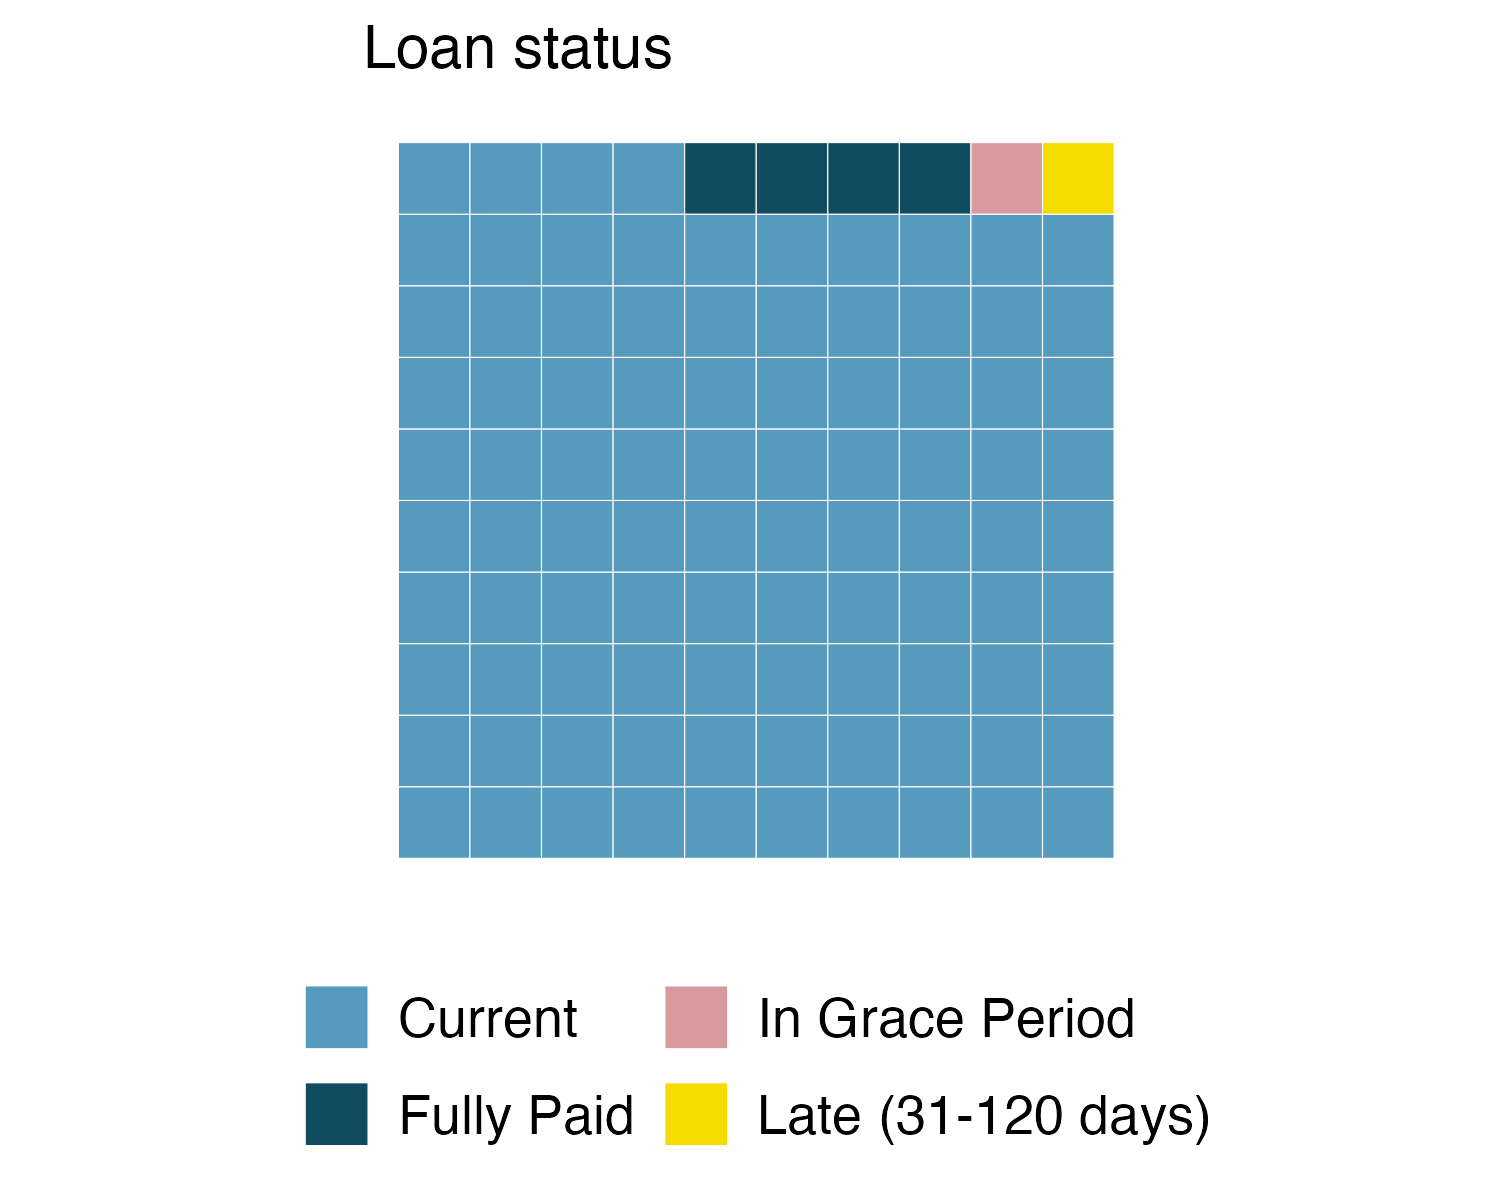 Loan status
Current
In Grace Period
Fully Paid
Late (31-120 days)